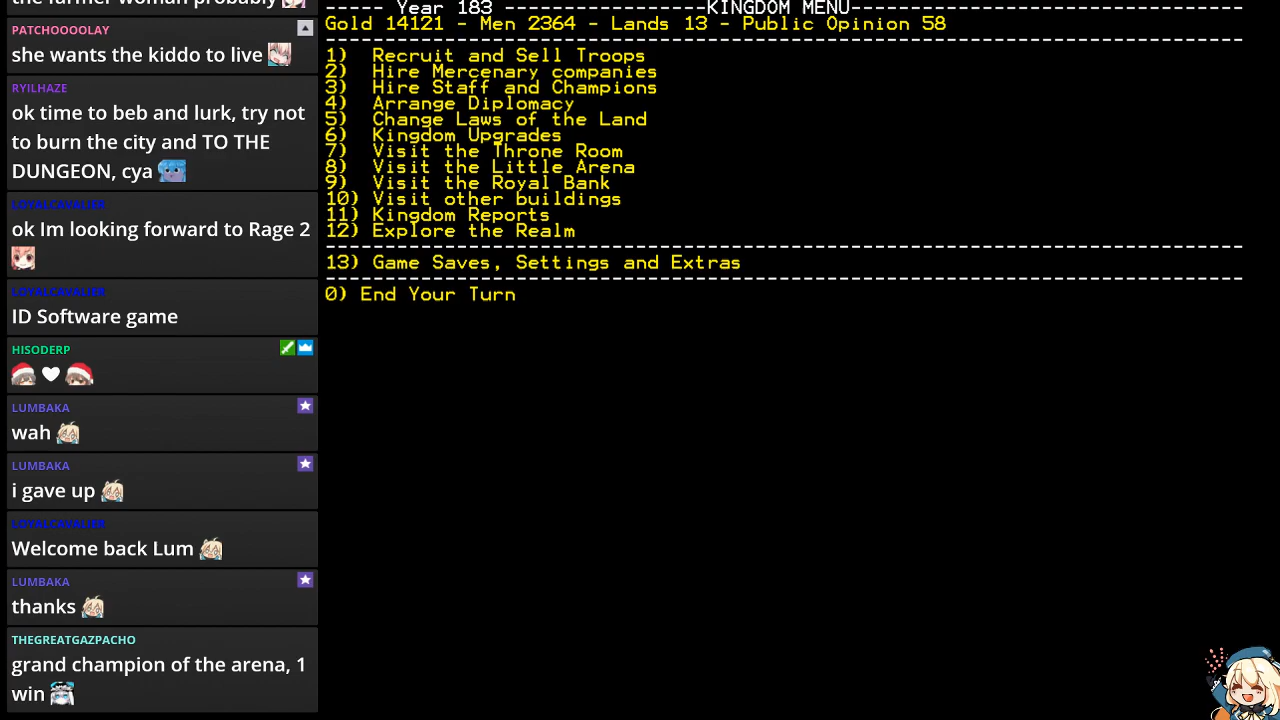 the farmer woman probably
PATCHOOOOLAY
she wants the kiddo to live
RYILHAZE
ok time to beb and lurk, try not
to burn the city and TO THE
DUNGEON, cya
LOYALCAVALIER
ok Im looking forward to Rage 2
LOYALCAVALIER
ID Software game
HISODERP
LUMBAKA
wah
LUMBAKA
i gave up
LOYALCAVALIER
Welcome back Lum
LUMBAKA
thanks
THEGREATGAZPACHO
grand champion of the arena, 1
win
----- Year 183 -----------------KINGDOM MENU---------------------------------
Gold 14121 - Men 2364 - Lands 13 - Public Opinion 58
-----------------------------------------------------------------------------
1) Recruit and Sell Troops
2) Hire Mercenary companies
3) Hire Staff and Champions
4) Arrange Diplomacy
5) Change Laws of the Land
6) Kingdom Upgrades
7) Visit the Throne Room
8) Visit the Little Arena
9) Visit the Royal Bank
10) Visit other buildings
11) Kingdom Reports
12) Explore the Realm
-----------------------------------------------------------------------------
13) Game Saves, Settings and Extras
-----------------------------------------------------------------------------
0) End Your Turn